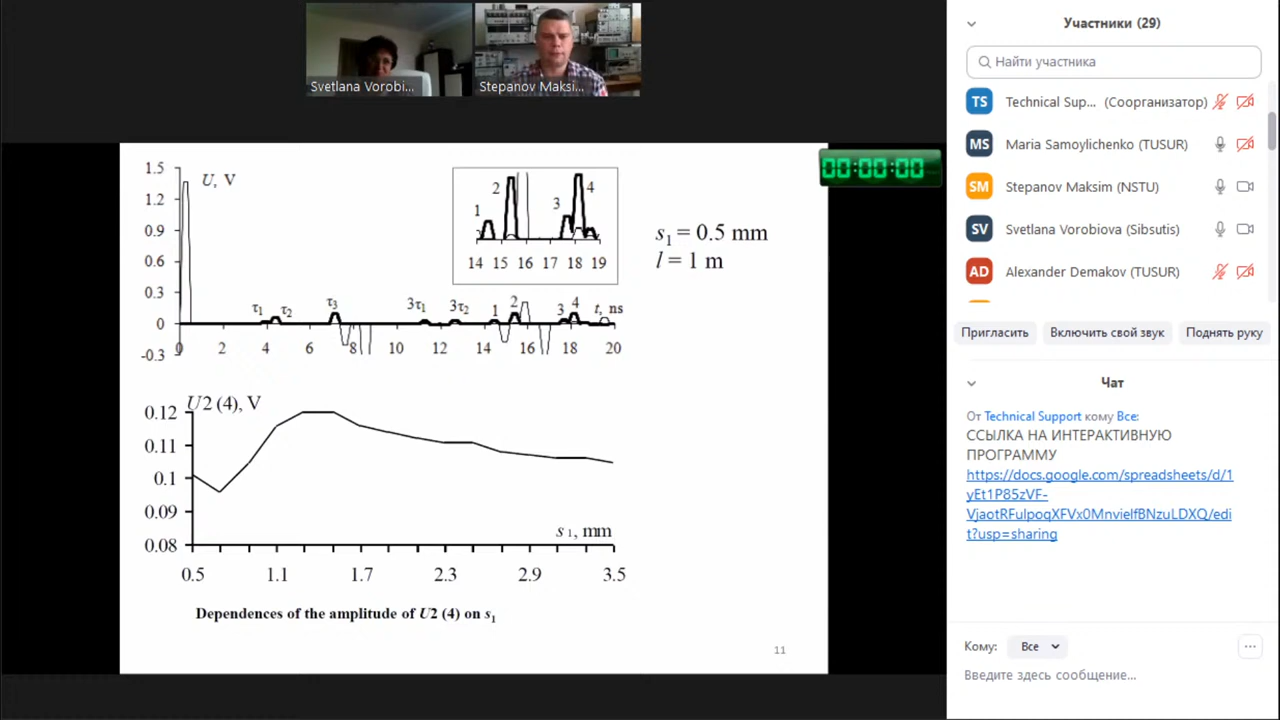 Svetlana Vorobi...
Stepanov Maksi...
00:00:00
U, V
1.5
1.2
0.9
0.6
0.3
0
-0.3
τ1
τ2
τ3
3τ1
3τ2
1
2
3
4
t, ns
0 2 4 6 8 10 12 14 16 18 20
1
2
3
4
14 15 16 17 18 19
s1 = 0.5 mm
l = 1 m
U2 (4), V
0.12
0.11
0.1
0.09
0.08
s 1, mm
0.5 1.1 1.7 2.3 2.9 3.5
Dependences of the amplitude of U2 (4) on s1
11
Участники (29)
Найти участника
TS Technical Sup... (Соорганизатор)
MS Maria Samoylichenko (TUSUR)
SM Stepanov Maksim (NSTU)
SV Svetlana Vorobiova (Sibsutis)
AD Alexander Demakov (TUSUR)
Пригласить Включить свой звук Поднять руку
Чат
От Technical Support кому Все:
ССЫЛКА НА ИНТЕРАКТИВНУЮ
ПРОГРАММУ
https://docs.google.com/spreadsheets/d/1
yEt1P85zVF-
VjaotRFulpoqXFVx0MnvielfBNzuLDXQ/edi
t?usp=sharing
Кому: Все
Введите здесь сообщение...